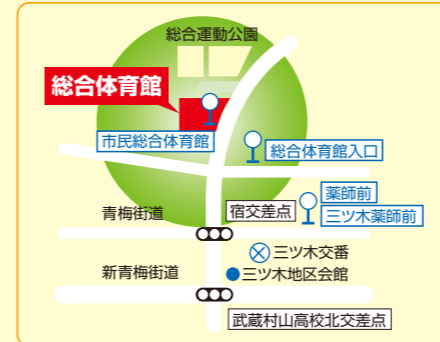 総合運動公園
総合体育館
市民総合体育館
総合体育館入口
薬師前
三ツ木薬師前
青梅街道
宿交差点
三ツ木交番
新青梅街道
三ツ木地区会館
武蔵村山高校北交差点